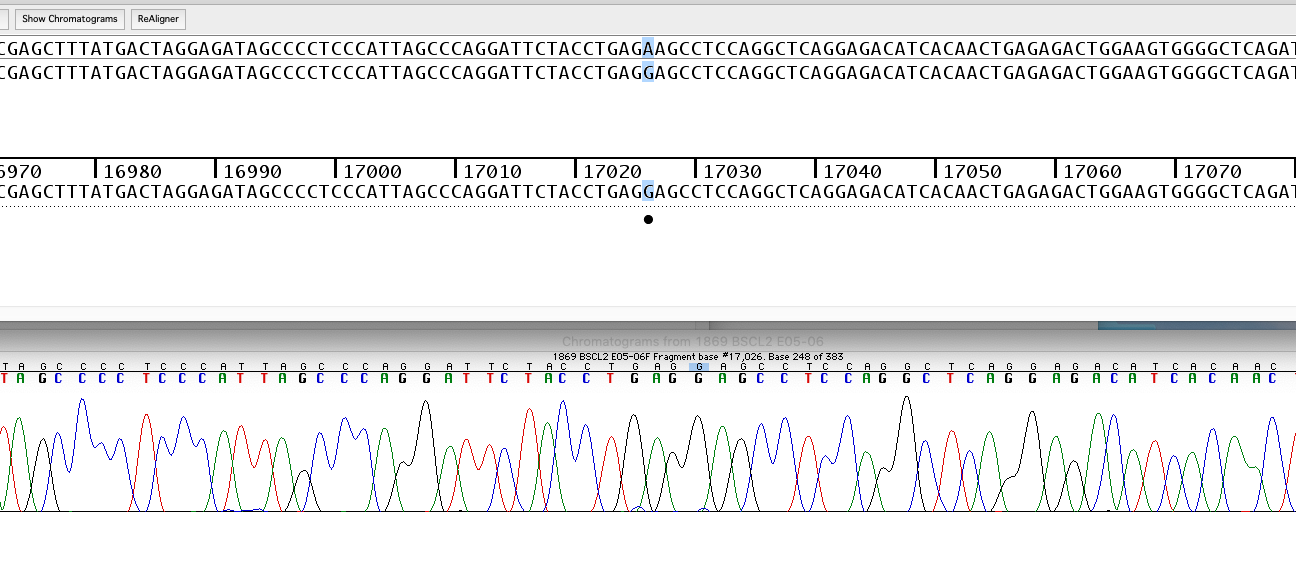 Show Chromatograms ReAligner
CGAGCTTTATGACTAGGAGATAGCCCCTCCCATTAGCCCAGGATTCTACCTGAGAAGCCTCCAGGCTCAGGAGACATCACAACTGAGAGACTGGAAGTGGGGCTCAGAT
CGAGCTTTATGACTAGGAGATAGCCCCTCCCATTAGCCCAGGATTCTACCTGAGGAGCCTCCAGGCTCAGGAGACATCACAACTGAGAGACTGGAAGTGGGGCTCAGAT
6970 16980 16990 17000 17010 17020 17030 17040 17050 17060 17070
CGAGCTTTATGACTAGGAGATAGCCCCTCCCATTAGCCCAGGATTCTACCTGAGGAGCCTCCAGGCTCAGGAGACATCACAACTGAGAGACTGGAAGTGGGGCTCAGAT
Chromatograms from 1869 BSCL2 E05-06
1869 BSCL2 E05-06F Fragment base #17,026. Base 248 of 383
T A G C C C C T C C C A T T A G C C C A G G A T T C T A C C T G A G G A G C C T C C A G G C T C A G G A G A C A T C A C A A C
T A G C C C C T C C C A T T A G C C C A G G A T T C T A C C T G A G G A G C C T C C A G G C T C A G G A G A C A T C A C A A C